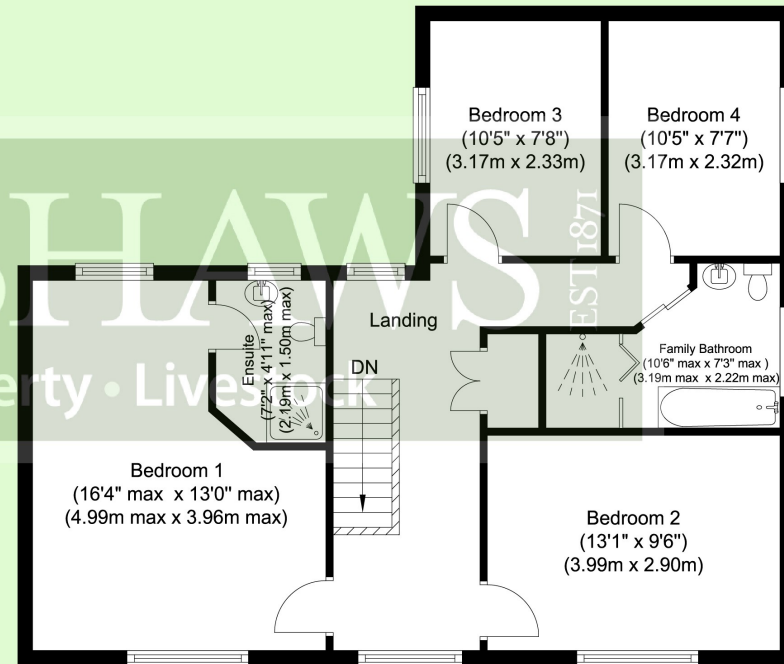 Bedroom 3
(10'5" x 7'8")
(3.17m x 2.33m)
Bedroom 4
(10'5" x 7'7")
(3.17m x 2.32m)
HAWS
EST 1871
erty • Livestock
Landing
DN
Ensuite
(7'2" x 4'11" max)
(2.19m x 1.50m max)
Family Bathroom
(10'6" max x 7'3" max )
(3.19m max x 2.22m max)
Bedroom 1
(16'4" max x 13'0" max)
(4.99m max x 3.96m max)
Bedroom 2
(13'1" x 9'6")
(3.99m x 2.90m)